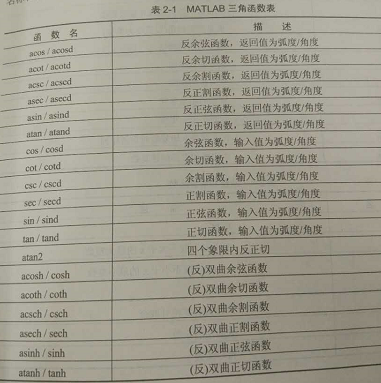 表 2-1 MATLAB 三角函数表
函 数 名 描 述
acos / acosd 反余弦函数，返回值为弧度/角度
acot / acotd 反余切函数，返回值为弧度/角度
acsc / acscd 反余割函数，返回值为弧度/角度
asec / asecd 反正割函数，返回值为弧度/角度
asin / asind 反正弦函数，返回值为弧度/角度
atan / atand 反正切函数，返回值为弧度/角度
cos / cosd 余弦函数，输入值为弧度/角度
cot / cotd 余切函数，输入值为弧度/角度
csc / cscd 余割函数，输入值为弧度/角度
sec / secd 正割函数，输入值为弧度/角度
sin / sind 正弦函数，输入值为弧度/角度
tan / tand 正切函数，输入值为弧度/角度
atan2 四个象限内反正切
acosh / cosh (反)双曲余弦函数
acoth / coth (反)双曲余切函数
acsch / csch (反)双曲余割函数
asech / sech (反)双曲正割函数
asinh / sinh (反)双曲正弦函数
atanh / tanh (反)双曲正切函数